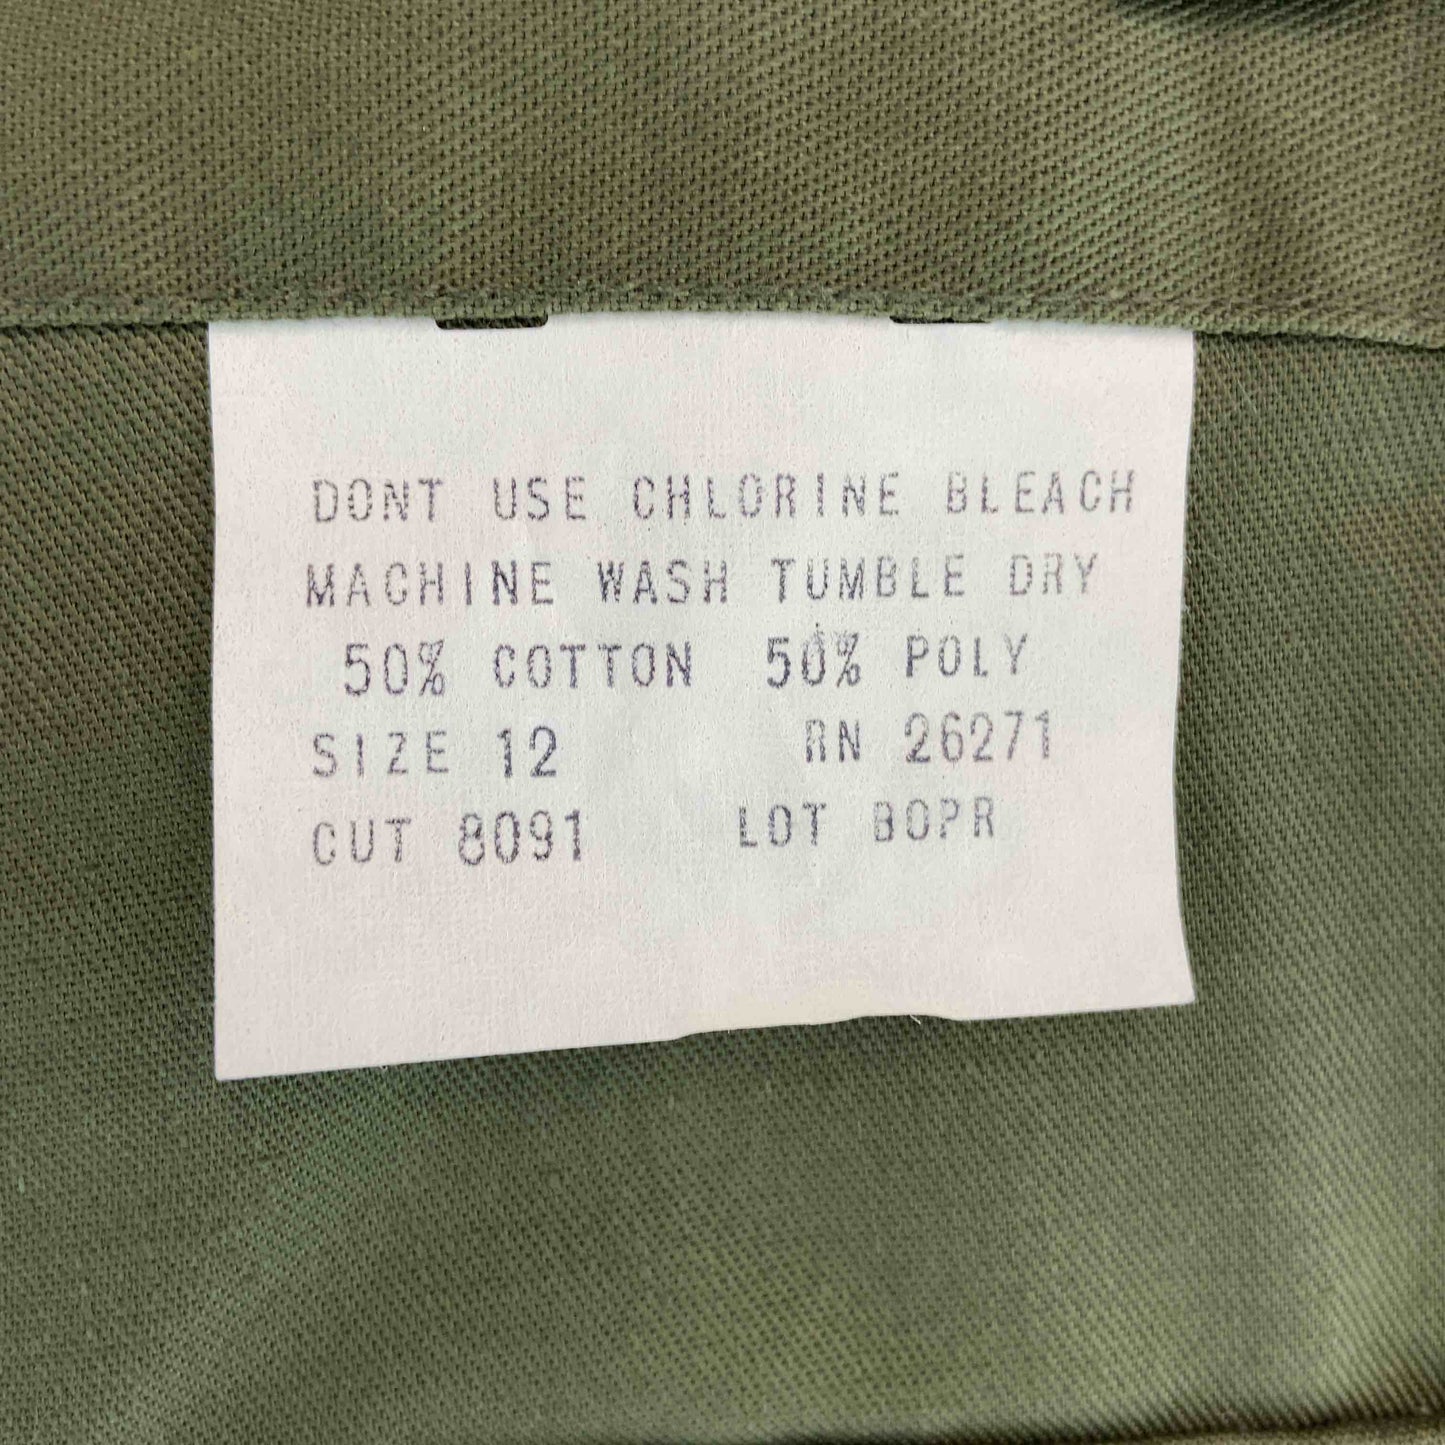 DONT USE CHLORINE BLEACH
MACHINE WASH TUMBLE DRY
50% COTTON 50% POLY
SIZE 12 RN 26271
CUT 8091 LOT BOPR